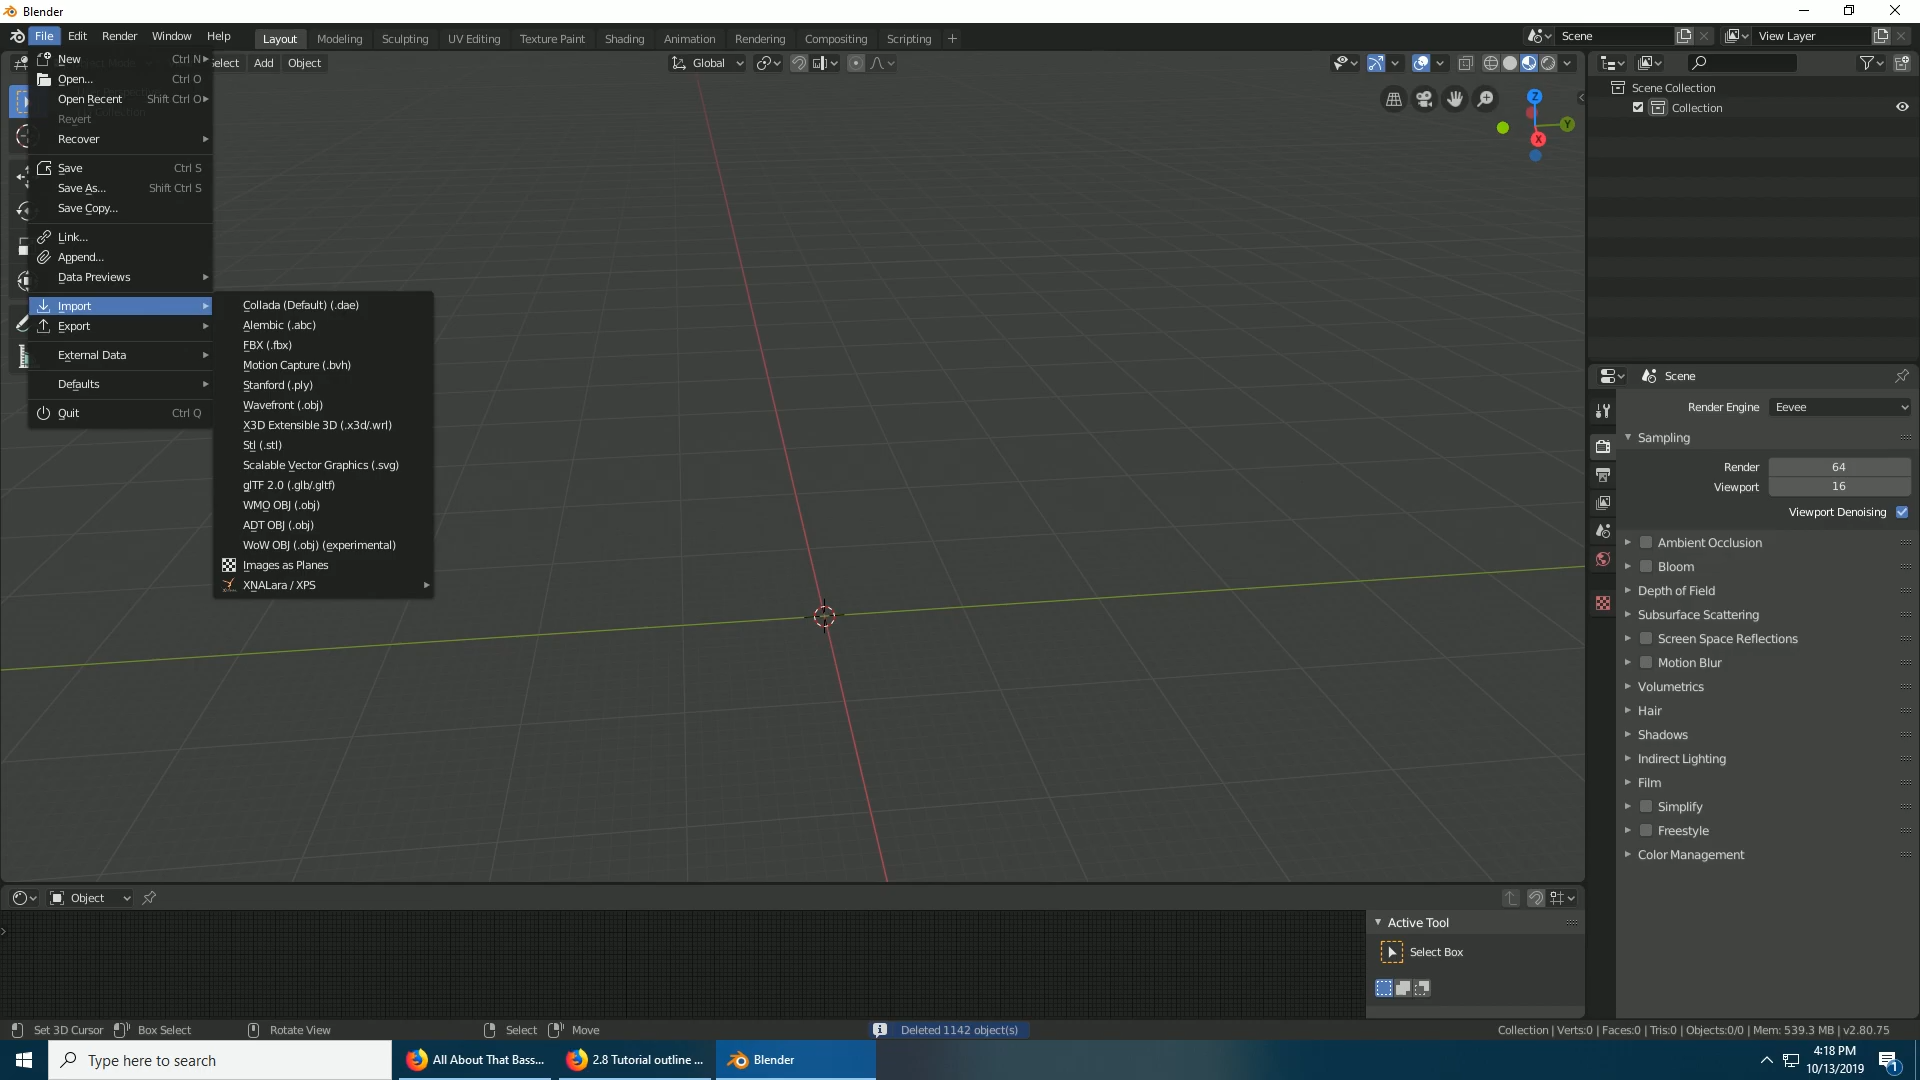 Blender
File Edit Render Window Help Layout Modeling Sculpting UV Editing Texture Paint Shading Animation Rendering Compositing Scripting + Scene View Layer
Select Add Object Global
New Ctrl N
Open... Ctrl O
Open Recent Shift Ctrl O
Revert
Recover
Save Ctrl S
Save As... Shift Ctrl S
Save Copy...
Link...
Append...
Data Previews
Import
Export
External Data
Defaults
Quit Ctrl Q
Collada (Default) (.dae)
Alembic (.abc)
FBX (.fbx)
Motion Capture (.bvh)
Stanford (.ply)
Wavefront (.obj)
X3D Extensible 3D (.x3d/.wrl)
Stl (.stl)
Scalable Vector Graphics (.svg)
glTF 2.0 (.glb/.gltf)
WMO OBJ (.obj)
ADT OBJ (.obj)
WoW OBJ (.obj) (experimental)
Images as Planes
XNALara / XPS
Z
Y
X
Scene Collection
Collection
Scene
Render Engine Eevee
Sampling
Render 64
Viewport 16
Viewport Denoising
Ambient Occlusion
Bloom
Depth of Field
Subsurface Scattering
Screen Space Reflections
Motion Blur
Volumetrics
Hair
Shadows
Indirect Lighting
Film
Simplify
Freestyle
Color Management
Object
Active Tool
Select Box
Set 3D Cursor Box Select Rotate View Select Move Deleted 1142 object(s) Collection | Verts:0 | Faces:0 | Tris:0 | Objects:0/0 | Mem: 539.3 MB | v2.80.75
Type here to search All About That Bass... 2.8 Tutorial outline ... Blender
4:18 PM
10/13/2019
1